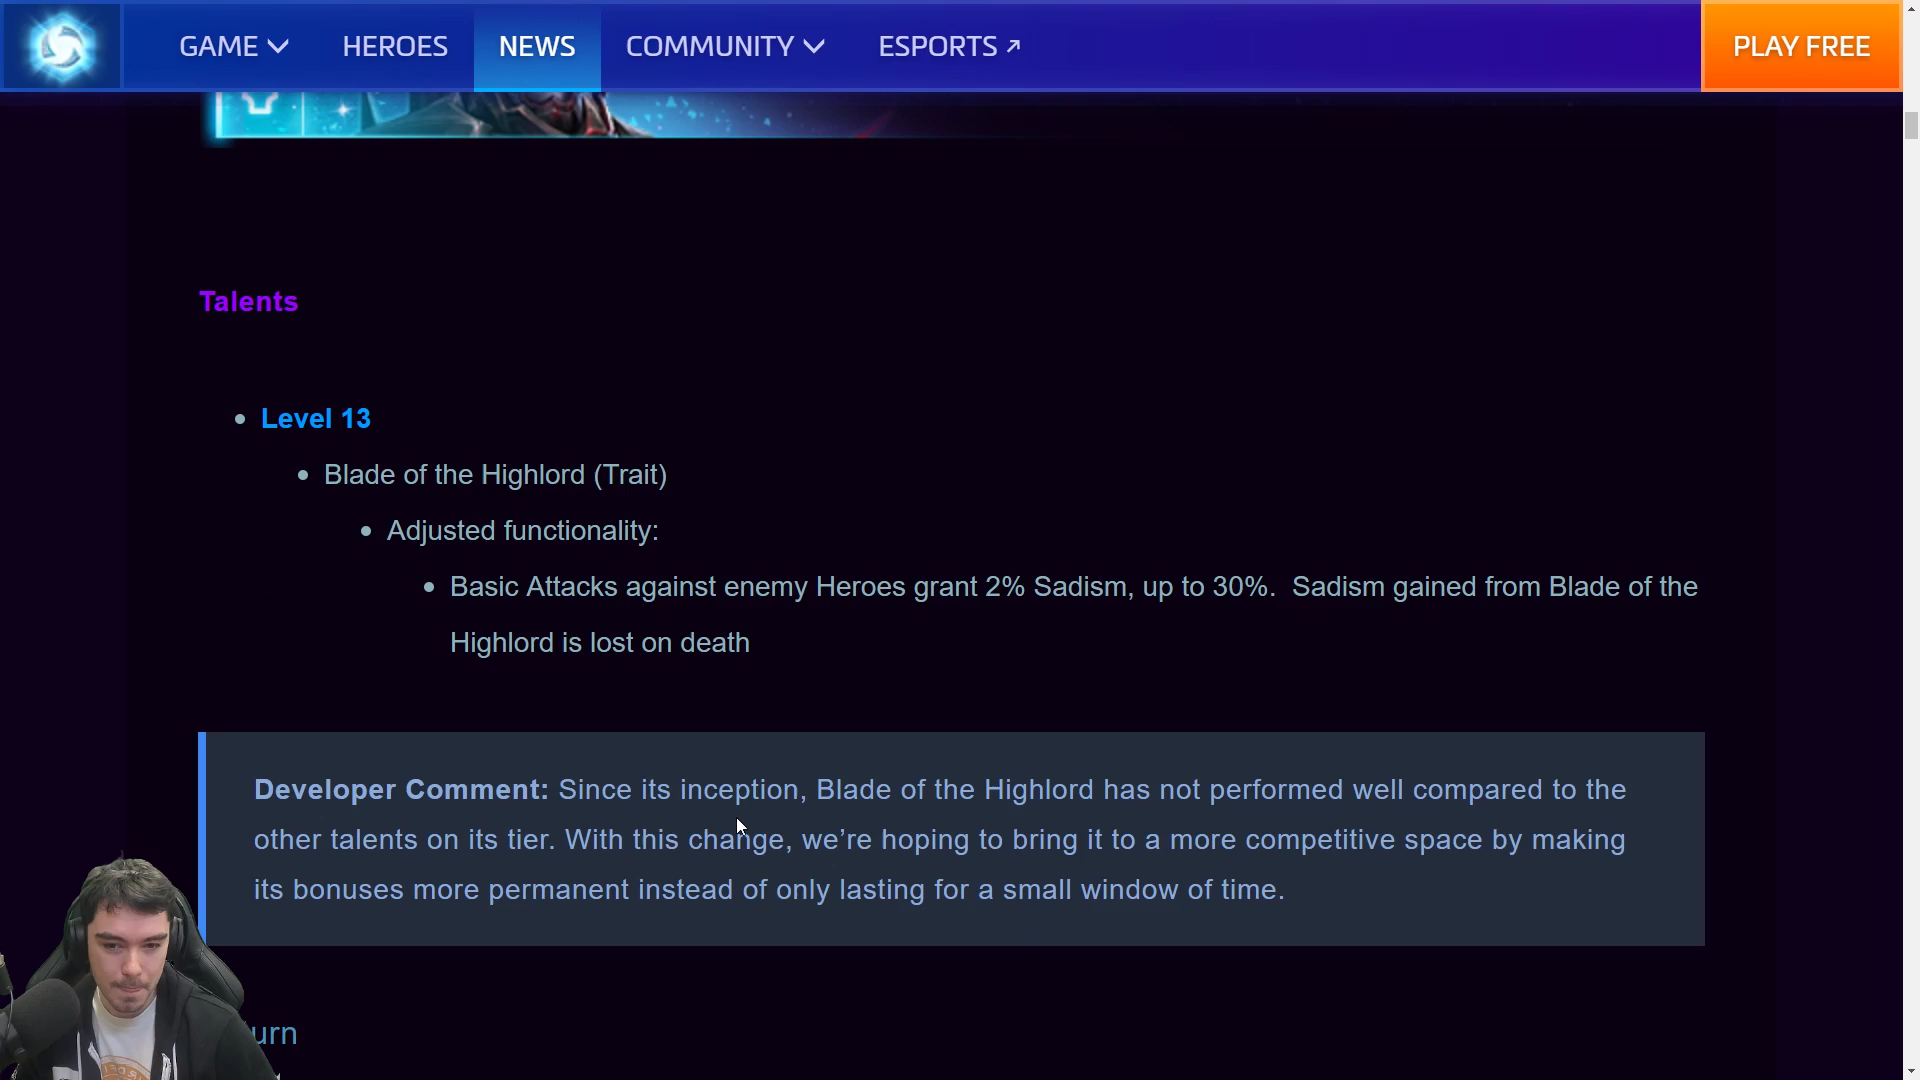 GAME HEROES NEWS COMMUNITY ESPORTS PLAY FREE
Talents
Level 13
Blade of the Highlord (Trait)
Adjusted functionality:
Basic Attacks against enemy Heroes grant 2% Sadism, up to 30%.  Sadism gained from Blade of the
Highlord is lost on death
Developer Comment: Since its inception, Blade of the Highlord has not performed well compared to the
other talents on its tier. With this change, we’re hoping to bring it to a more competitive space by making
its bonuses more permanent instead of only lasting for a small window of time.
urn